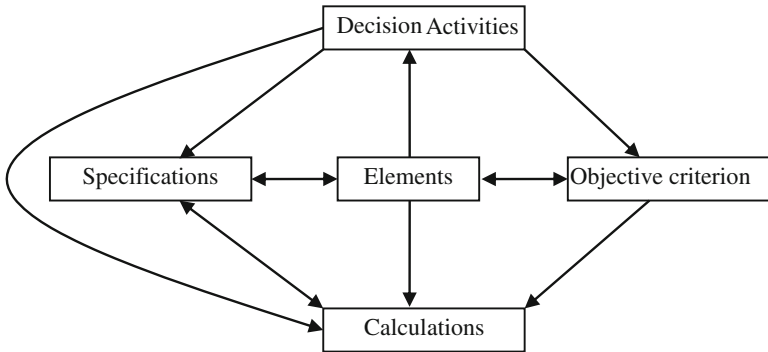 Decision Activities
Specifications
Elements
Objective criterion
Calculations